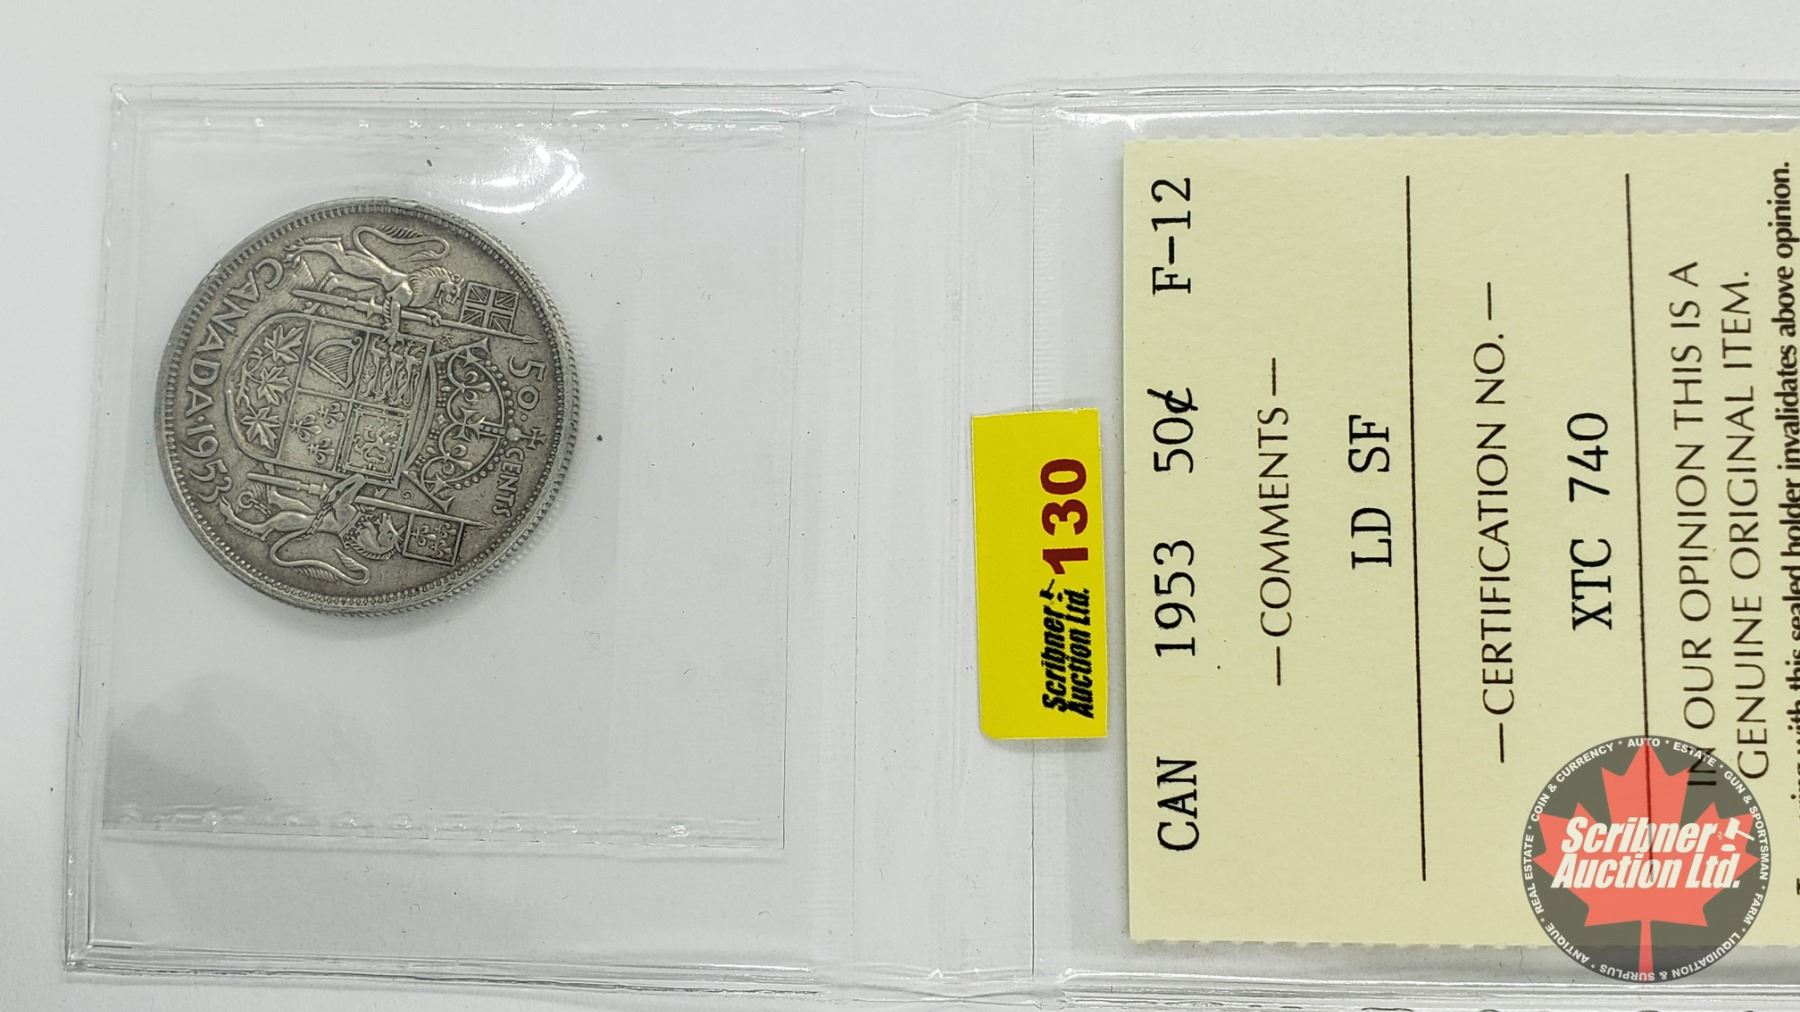 50 CENTS
CANADA·1953
Scribner
Auction Ltd.
130
CAN 1953 50¢ F-12
—COMMENTS—
LD SF
—CERTIFICATION NO.—
XTC 740
IN OUR OPINION THIS IS A
GENUINE ORIGINAL ITEM.
with this sealed holder invalidates above opinion.
Scribner
Auction Ltd.
ANTIQUE * REAL ESTATE * COIN & CURRENCY * AUTO * ESTATE * GUN & SPORTSMAN * FARM * LIQUIDATION & SURPLUS *